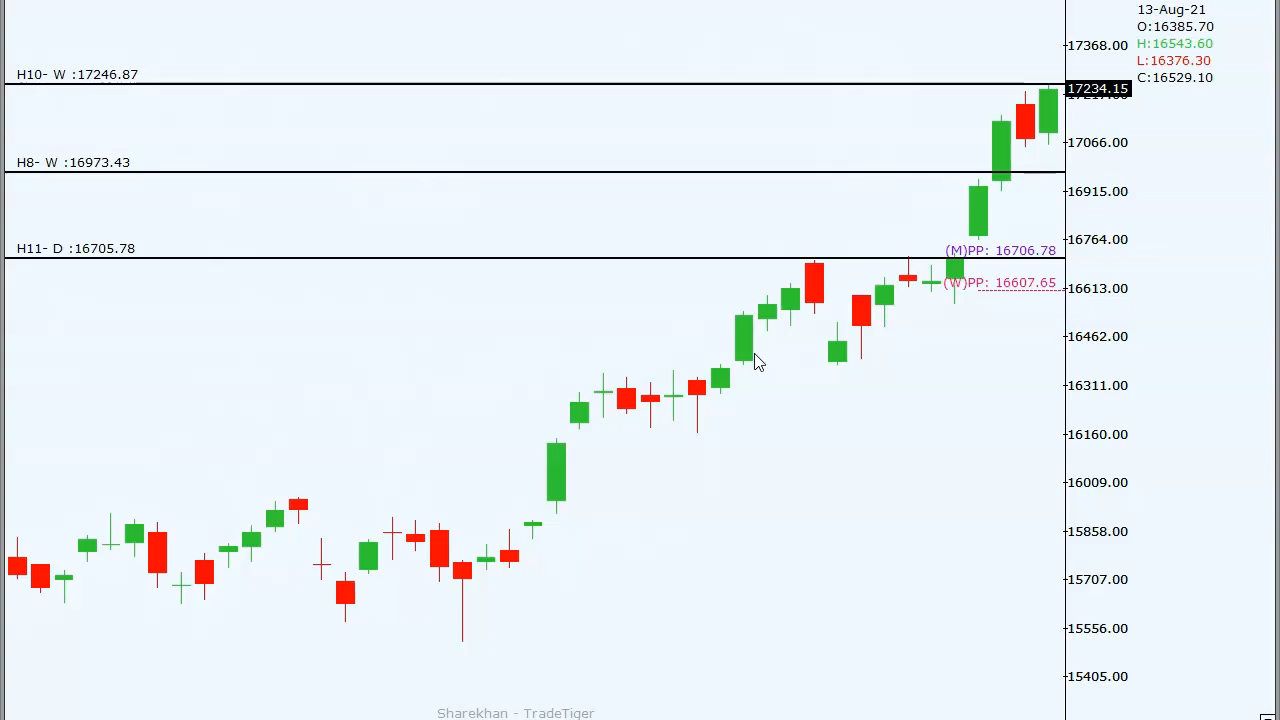 13-Aug-21
O:16385.70
H:16543.60
L:16376.30
C:16529.10
17368.00
H10- W :17246.87
17234.15
17066.00
H8- W :16973.43
16915.00
16764.00
H11- D :16705.78
(M)PP: 16706.78
(W)PP: 16607.65
16613.00
16462.00
16311.00
16160.00
16009.00
15858.00
15707.00
15556.00
15405.00
Sharekhan - TradeTiger